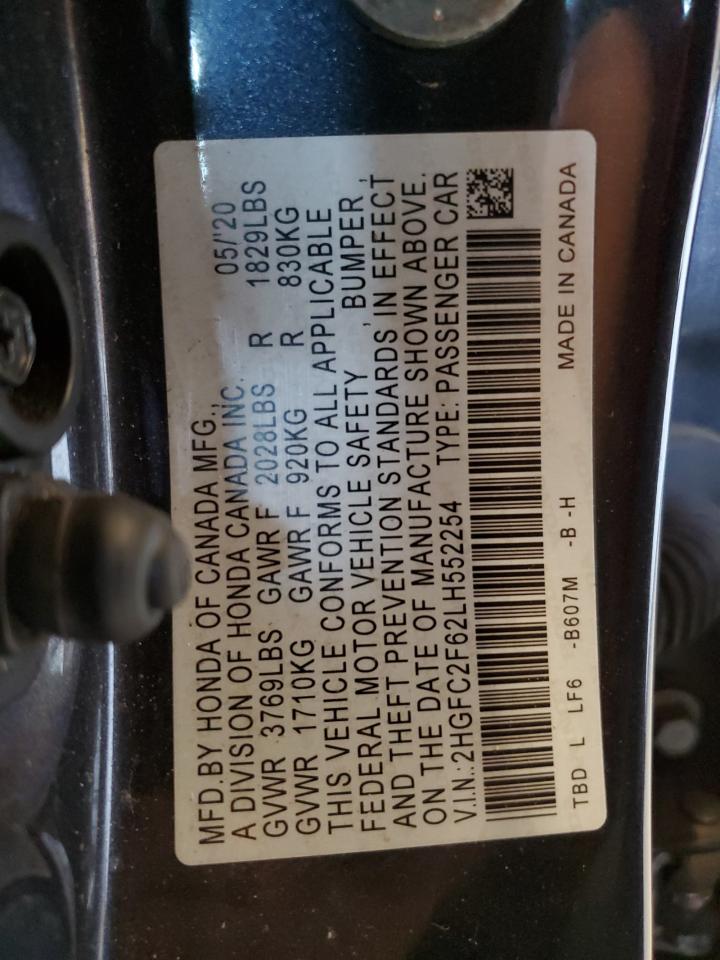 MFD.BY HONDA OF CANADA MFG., 05/'20
A DIVISION OF HONDA CANADA INC.
GVWR 3769LBS GAWR F 2028LBS R 1829LBS
GVWR 1710KG GAWR F 920KG R 830KG
THIS VEHICLE CONFORMS TO ALL APPLICABLE
FEDERAL MOTOR VEHICLE SAFETY , BUMPER ,
AND THEFT PREVENTION STANDARDS IN EFFECT
ON THE DATE OF MANUFACTURE SHOWN ABOVE.
V.I.N.:2HGFC2F62LH552254 TYPE: PASSENGER CAR
TBD L LF6 -B607M -B -H MADE IN CANADA